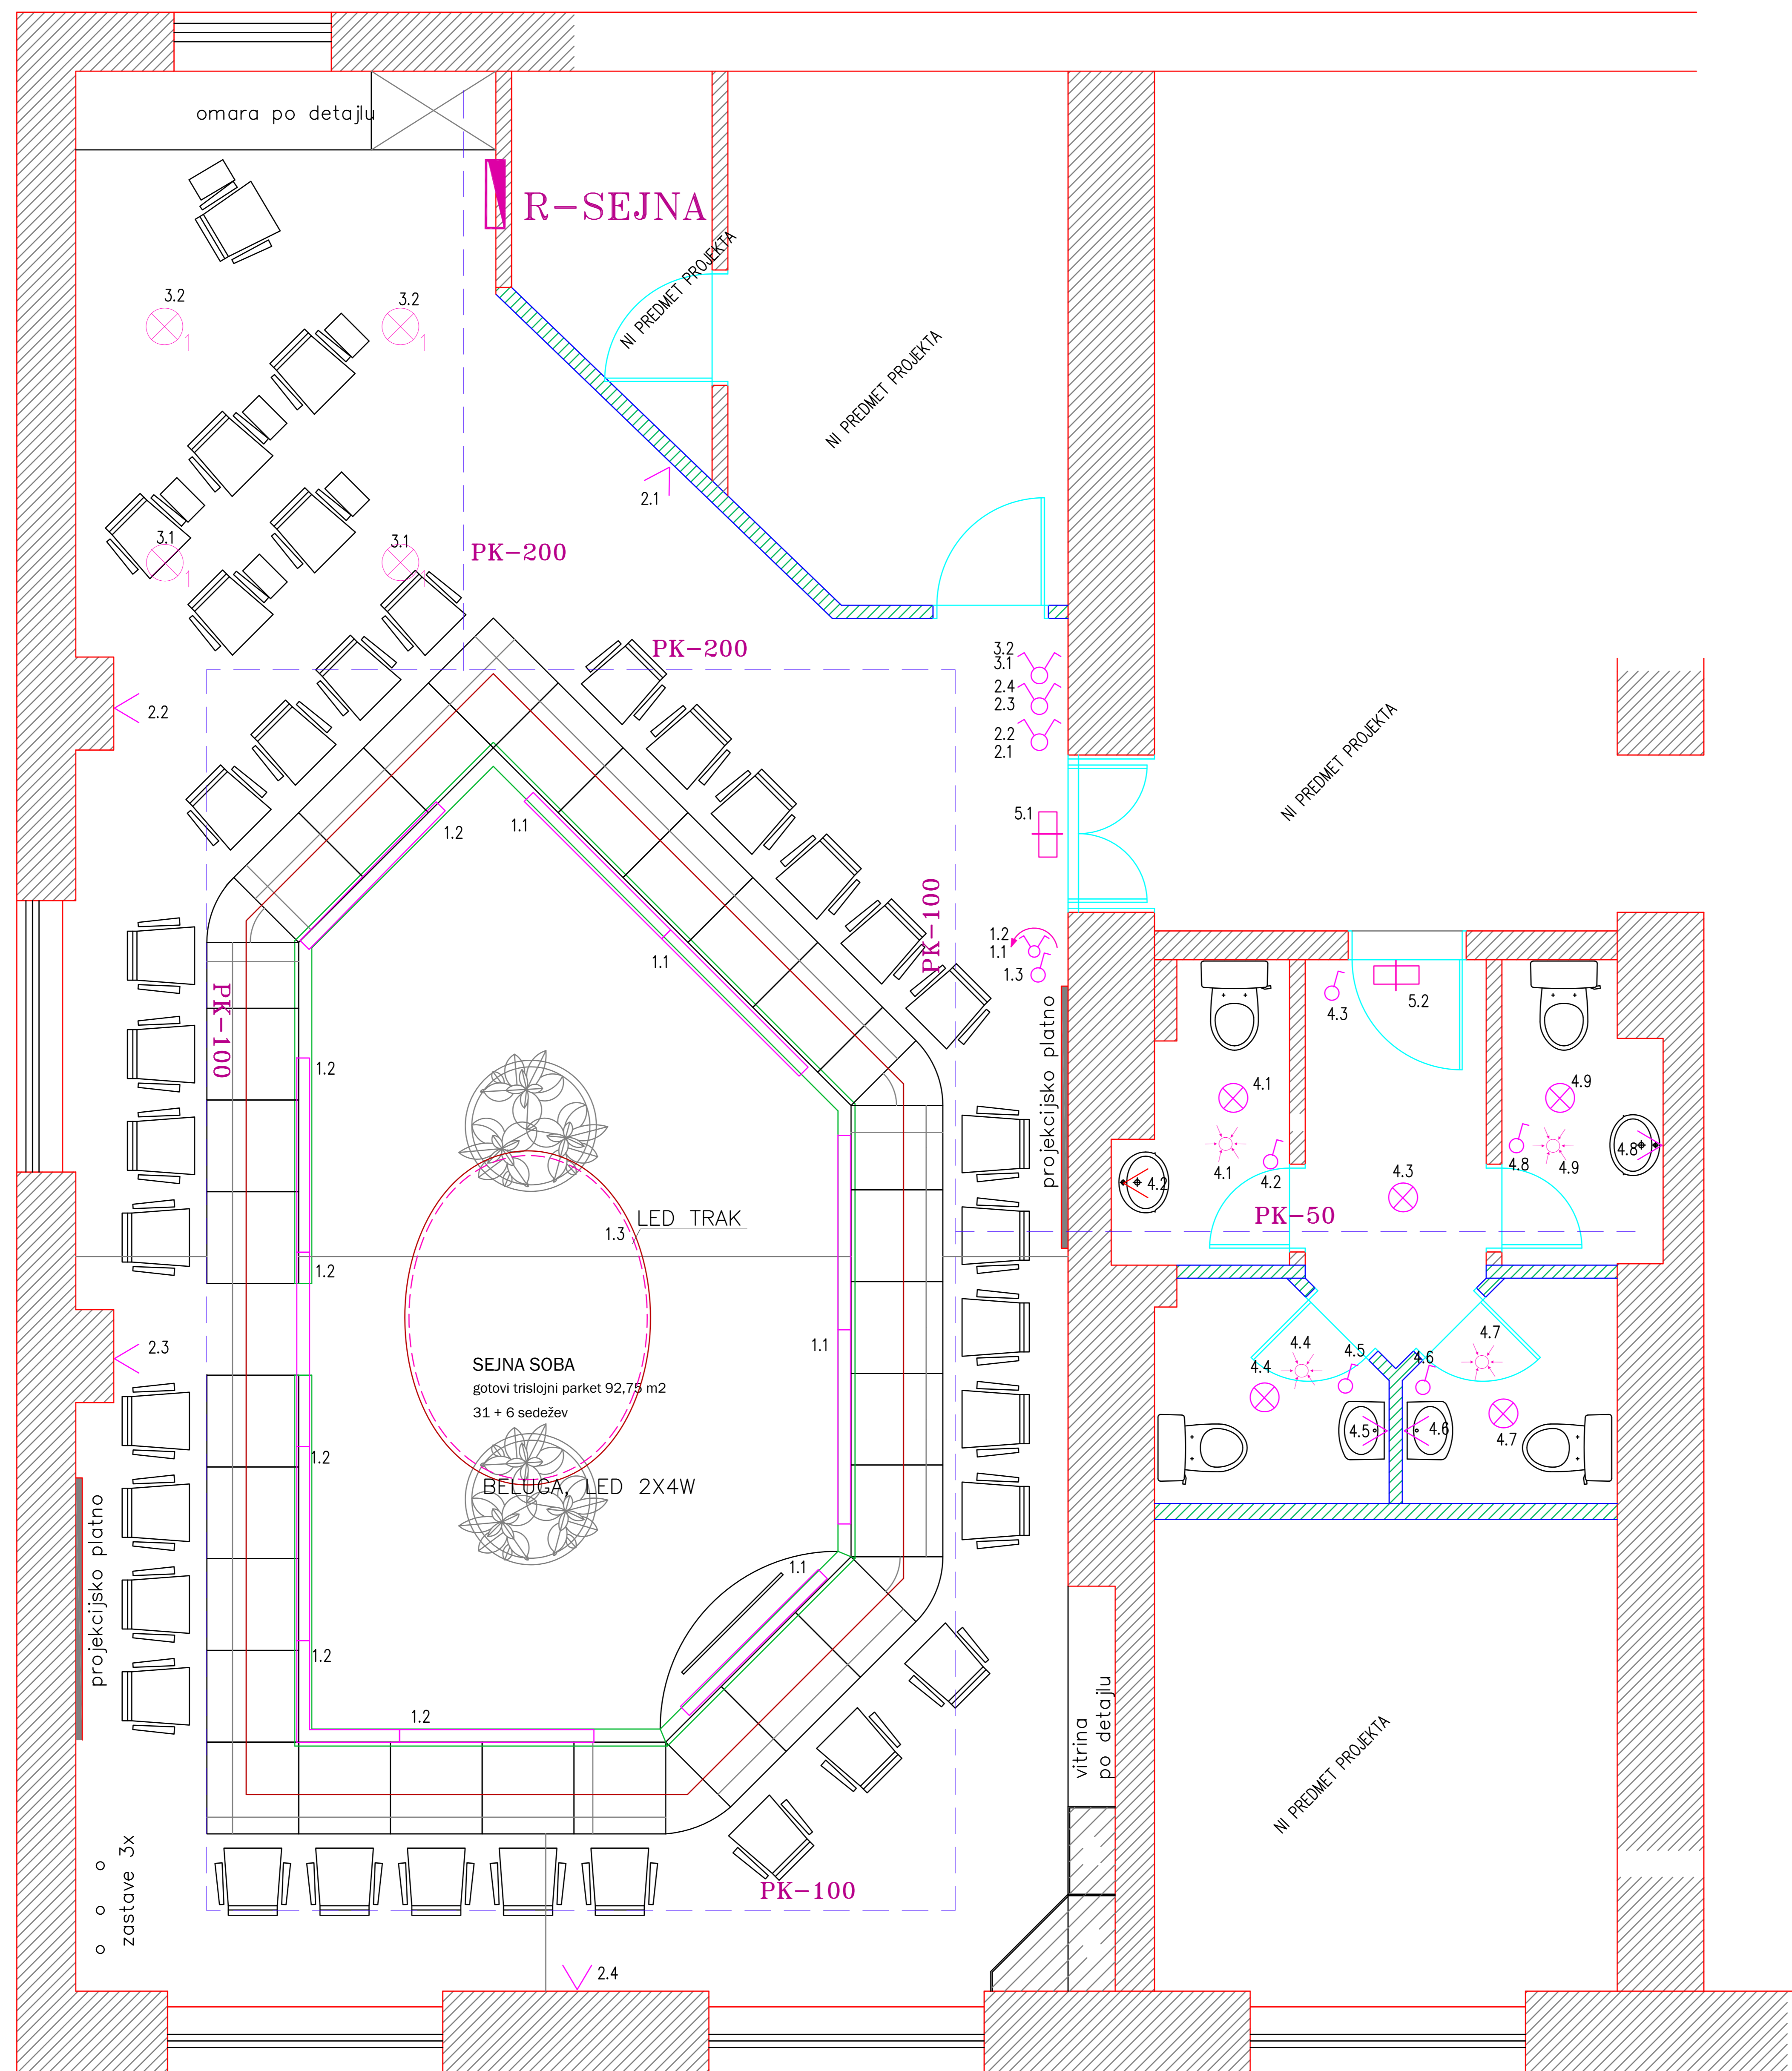 omara po detajlu
R-SEJNA
NI PREDMET PROJEKTA
NI PREDMET PROJEKTA
3.2
3.2
1
1
2.1
3.1
3.1
1
1
PK-200
PK-200
3.2
3.1
2.4
2.3
2.2
2.1
2.2
NI PREDMET PROJEKTA
5.1
1.2
1.1
1.1
PK-100
1.2
1.1
1.3
PK-100
projekcijsko platno
4.3
5.2
1.2
4.1
4.9
4.1
4.2
4.2
4.3
4.8
4.9
4.8
PK-50
LED TRAK
1.3
1.2
2.3
1.1
4.4
4.4
4.5
4.6
4.7
4.5
4.6
4.7
SEJNA SOBA
gotovi trislojni parket 92,75 m2
31 + 6 sedežev
1.2
BELUGA, LED 2X4W
projekcijsko platno
1.1
1.2
1.2
vitrina
po detajlu
NI PREDMET PROJEKTA
zastave 3x
PK-100
2.4